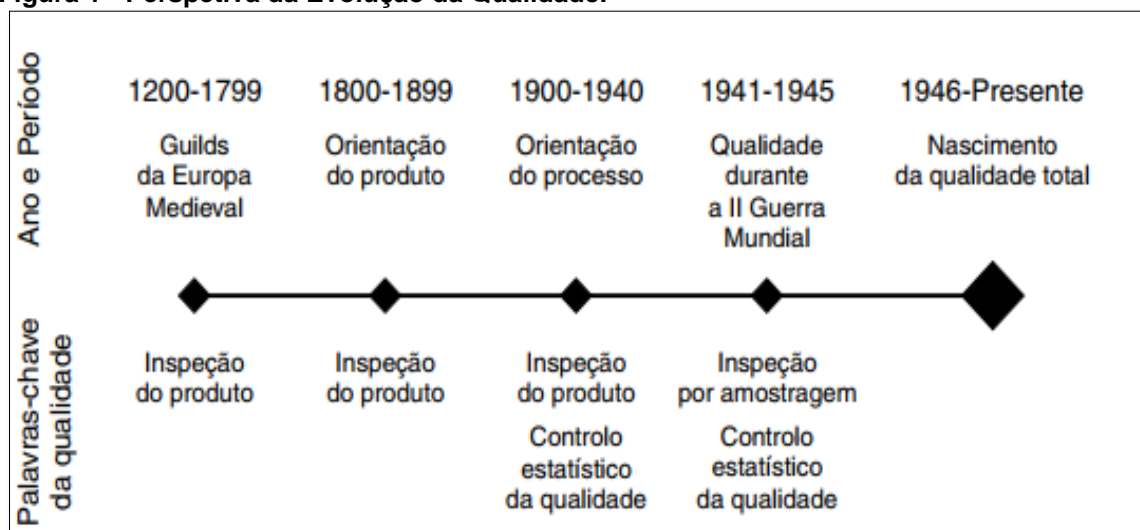 Figura 1 - Perspetiva da Evolução da Qualidade.
Ano e Período
1200-1799
Guilds
da Europa
Medieval
1800-1899
Orientação
do produto
1900-1940
Orientação
do processo
1941-1945
Qualidade
durante
a II Guerra
Mundial
1946-Presente
Nascimento
da qualidade total
Palavras-chave
da qualidade
Inspeção
do produto
Inspeção
do produto
Inspeção
do produto
Controlo
estatístico
da qualidade
Inspeção
por amostragem
Controlo
estatístico
da qualidade